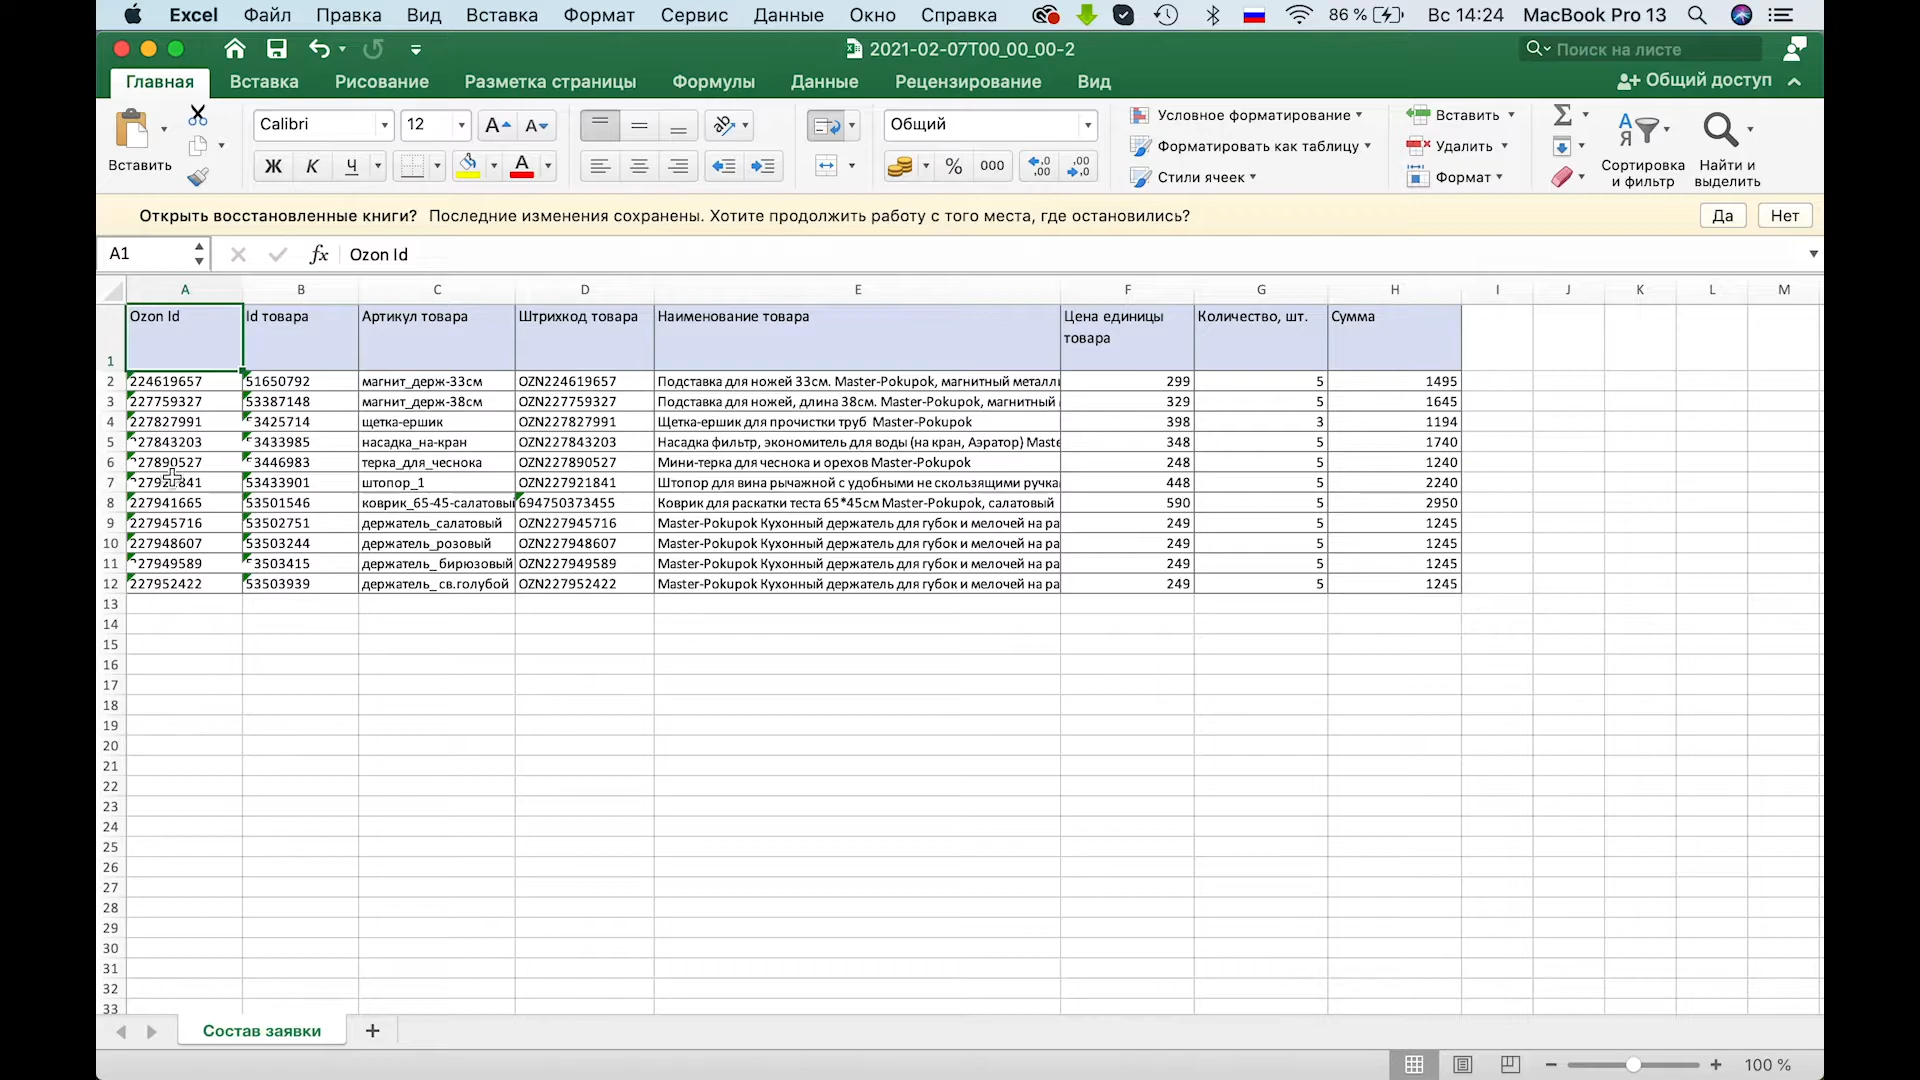 Excel Файл Правка Вид Вставка Формат Сервис Данные Окно Справка 86 % Вс 14:24 MacBook Pro 13
2021-02-07T00_00_00-2 Поиск на листе
Главная Вставка Рисование Разметка страницы Формулы Данные Рецензирование Вид Общий доступ
Calibri 12 Общий Условное форматирование Вставить
Форматировать как таблицу Удалить
Вставить Ж К Ч % 000 Стили ячеек Формат Сортировка и фильтр Найти и выделить
Открыть восстановленные книги? Последние изменения сохранены. Хотите продолжить работу с того места, где остановились? Да Нет
A1 fx Ozon Id
A B C D E F G H I J K L M
1 Ozon Id Id товара Артикул товара Штрихкод товара Наименование товара Цена единицы товара Количество, шт. Сумма
2 224619657 51650792 магнит_держ-33см OZN224619657 Подставка для ножей 33см. Master-Pokupok, магнитный металли 299 5 1495
3 227759327 53387148 магнит_держ-38см OZN227759327 Подставка для ножей, длина 38см. Master-Pokupok, магнитный 329 5 1645
4 227827991 53425714 щетка-ершик OZN227827991 Щетка-ершик для прочистки труб Master-Pokupok 398 3 1194
5 227843203 53433985 насадка_на-кран OZN227843203 Насадка фильтр, экономитель для воды (на кран, Аэратор) Maste 348 5 1740
6 227890527 53446983 терка_для_чеснока OZN227890527 Мини-терка для чеснока и орехов Master-Pokupok 248 5 1240
7 227921841 53433901 штопор_1 OZN227921841 Штопор для вина рычажной с удобными не скользящими ручка 448 5 2240
8 227941665 53501546 коврик_65-45-салатовы 694750373455 Коврик для раскатки теста 65*45см Master-Pokupok, салатовый 590 5 2950
9 227945716 53502751 держатель_салатовый OZN227945716 Master-Pokupok Кухонный держатель для губок и мелочей на ра 249 5 1245
10 227948607 53503244 держатель_розовый OZN227948607 Master-Pokupok Кухонный держатель для губок и мелочей на ра 249 5 1245
11 227949589 53503415 держатель_бирюзовый OZN227949589 Master-Pokupok Кухонный держатель для губок и мелочей на ра 249 5 1245
12 227952422 53503939 держатель_св.голубой OZN227952422 Master-Pokupok Кухонный держатель для губок и мелочей на ра 249 5 1245
13
14
15
16
17
18
19
20
21
22
23
24
25
26
27
28
29
30
31
32
33
Состав заявки
100 %